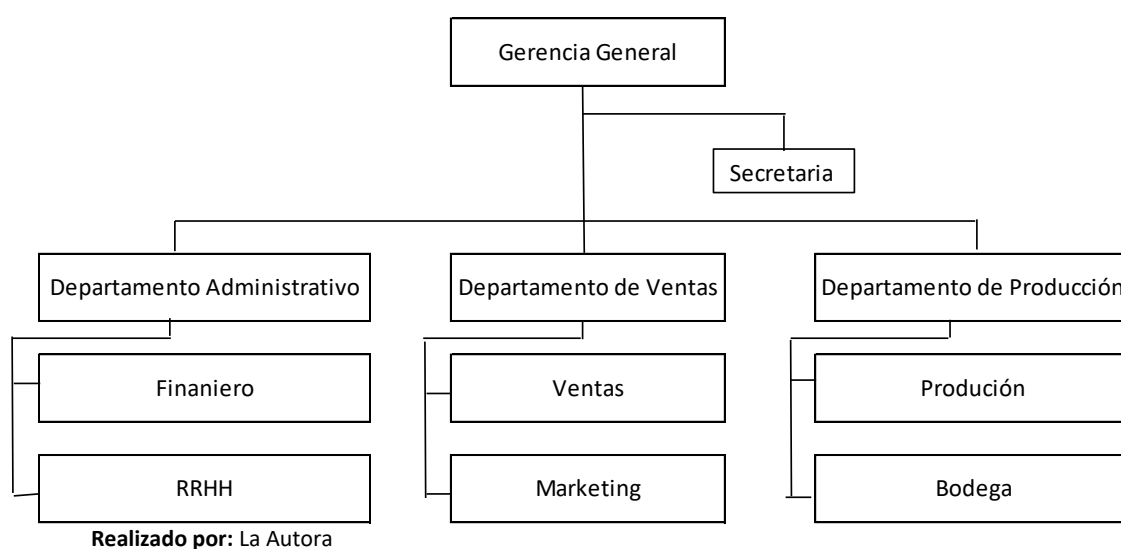 Gerencia General
Secretaria
Departamento Administrativo
Departamento de Ventas
Departamento de Producción
Finaniero
Ventas
Produción
RRHH
Marketing
Bodega
Realizado por: La Autora